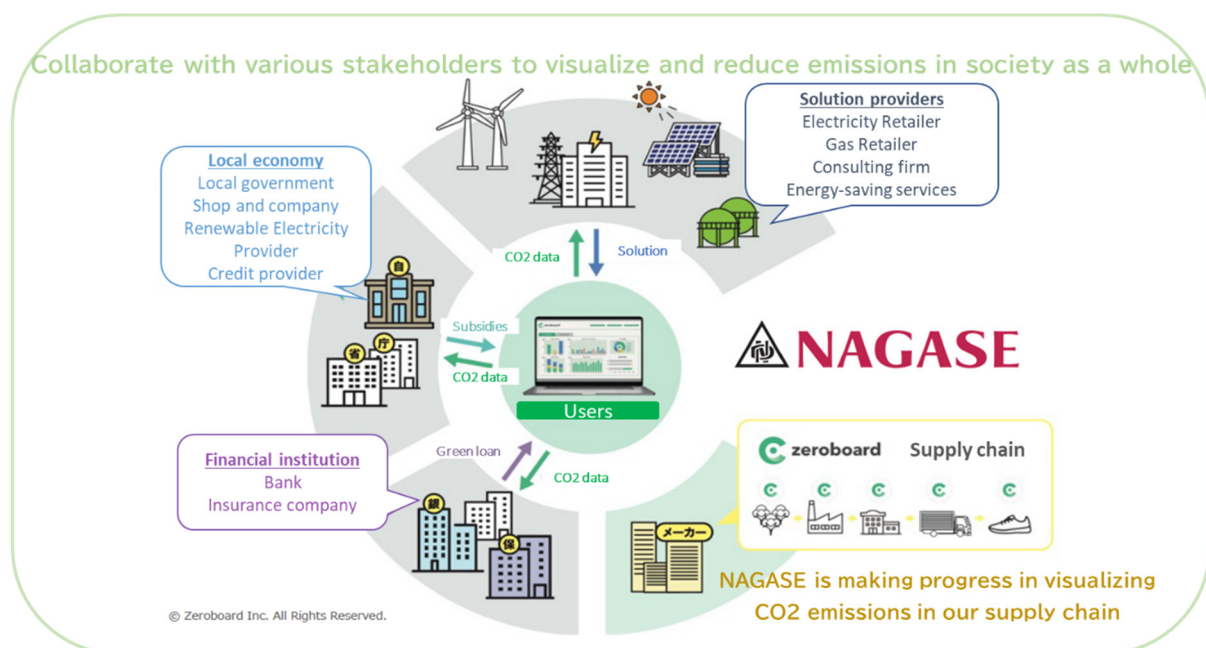 Collaborate with various stakeholders to visualize and reduce emissions in society as a whole
Solution providers
Electricity Retailer
Gas Retailer
Consulting firm
Energy-saving services
Local economy
Local government
Shop and company
Renewable Electricity
Provider
Credit provider
CO2 data
Solution
自
Subsidies
省
庁
CO2 data
zeroboard
Users
NAGASE
Financial institution
Bank
Insurance company
Green loan
CO2 data
銀
保
メーカー
zeroboard
Supply chain
NAGASE is making progress in visualizing
CO2 emissions in our supply chain
© Zeroboard Inc. All Rights Reserved.